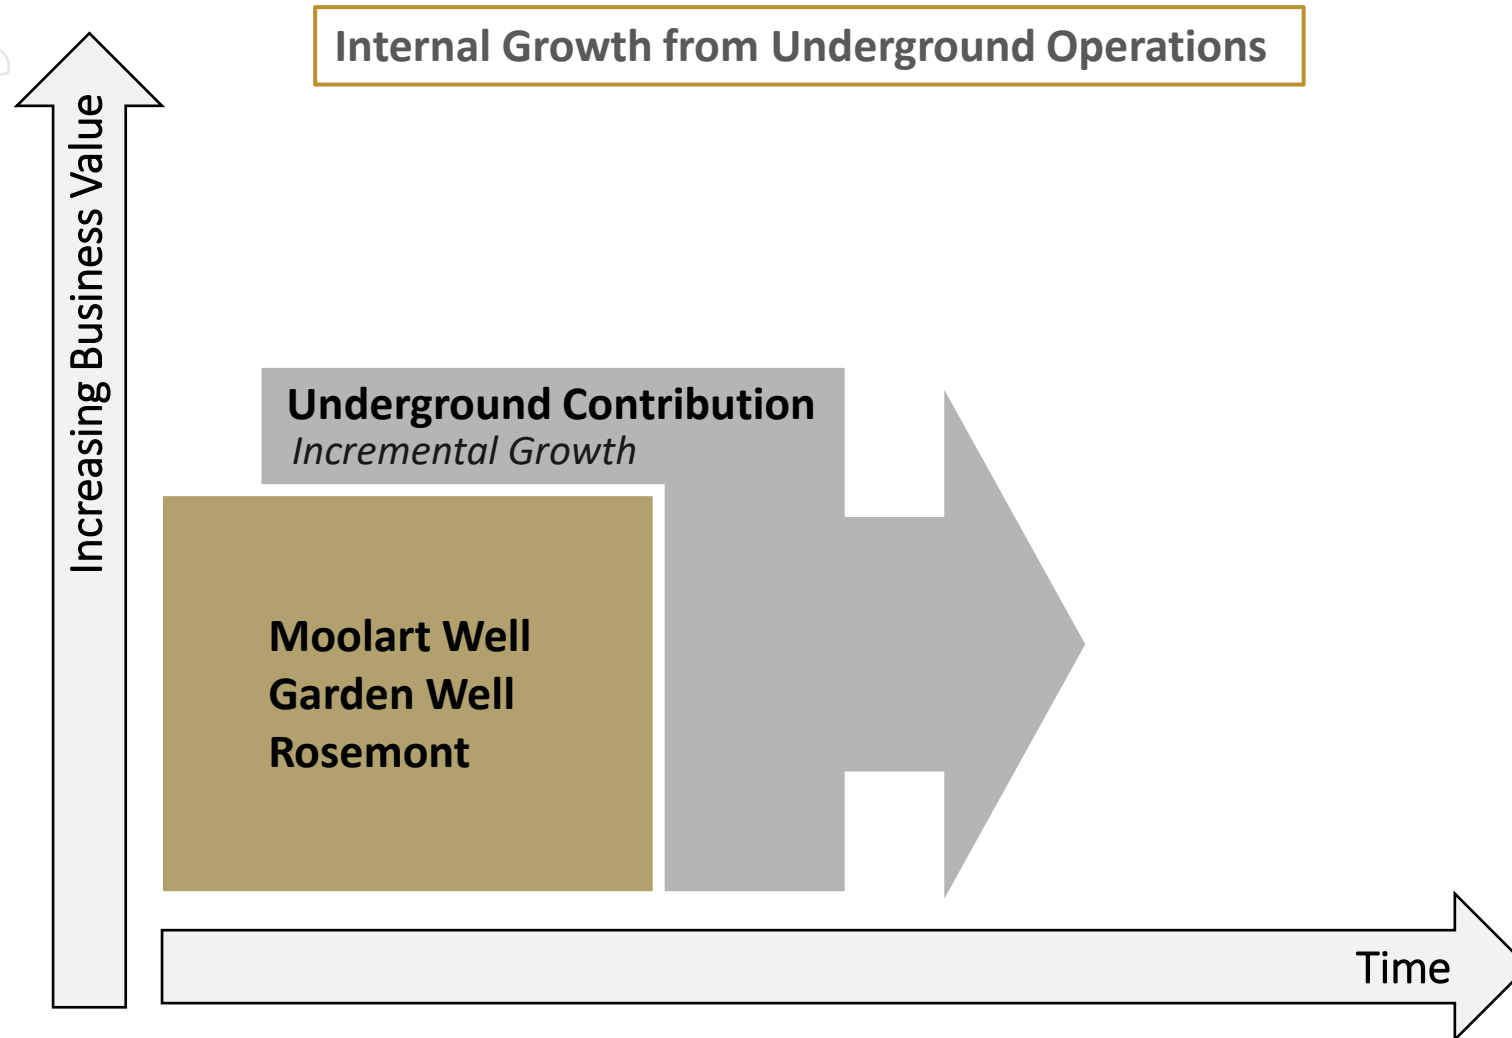 Internal Growth from Underground Operations
Increasing Business Value
Underground Contribution
Incremental Growth
Moolart Well
Garden Well
Rosemont
Time